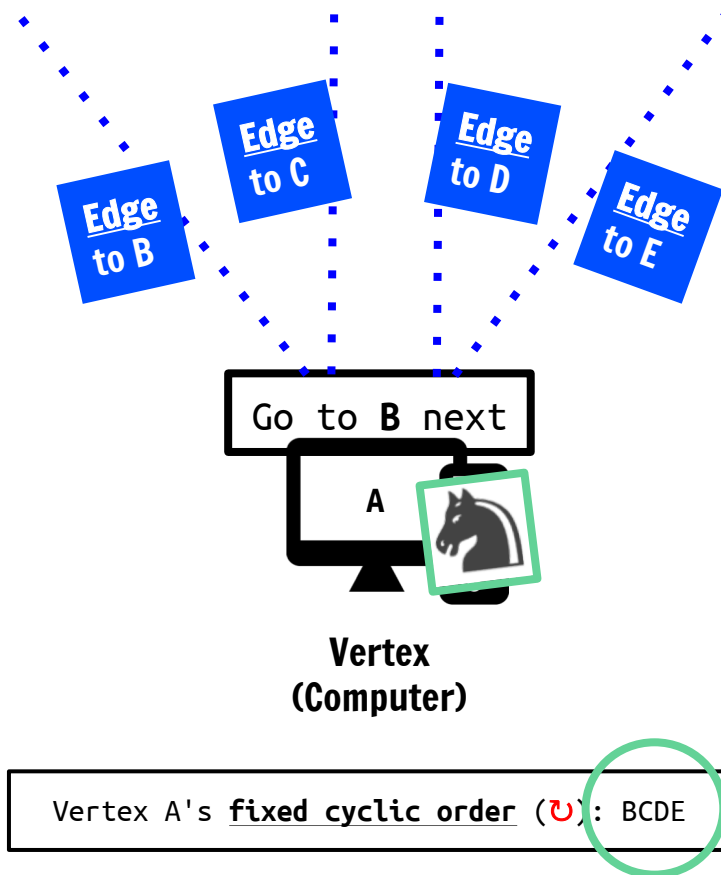 Edge
to B
Edge
to C
Edge
to D
Edge
to E
Go to B next
A
Vertex
(Computer)
Vertex A's fixed cyclic order (↻): BCDE